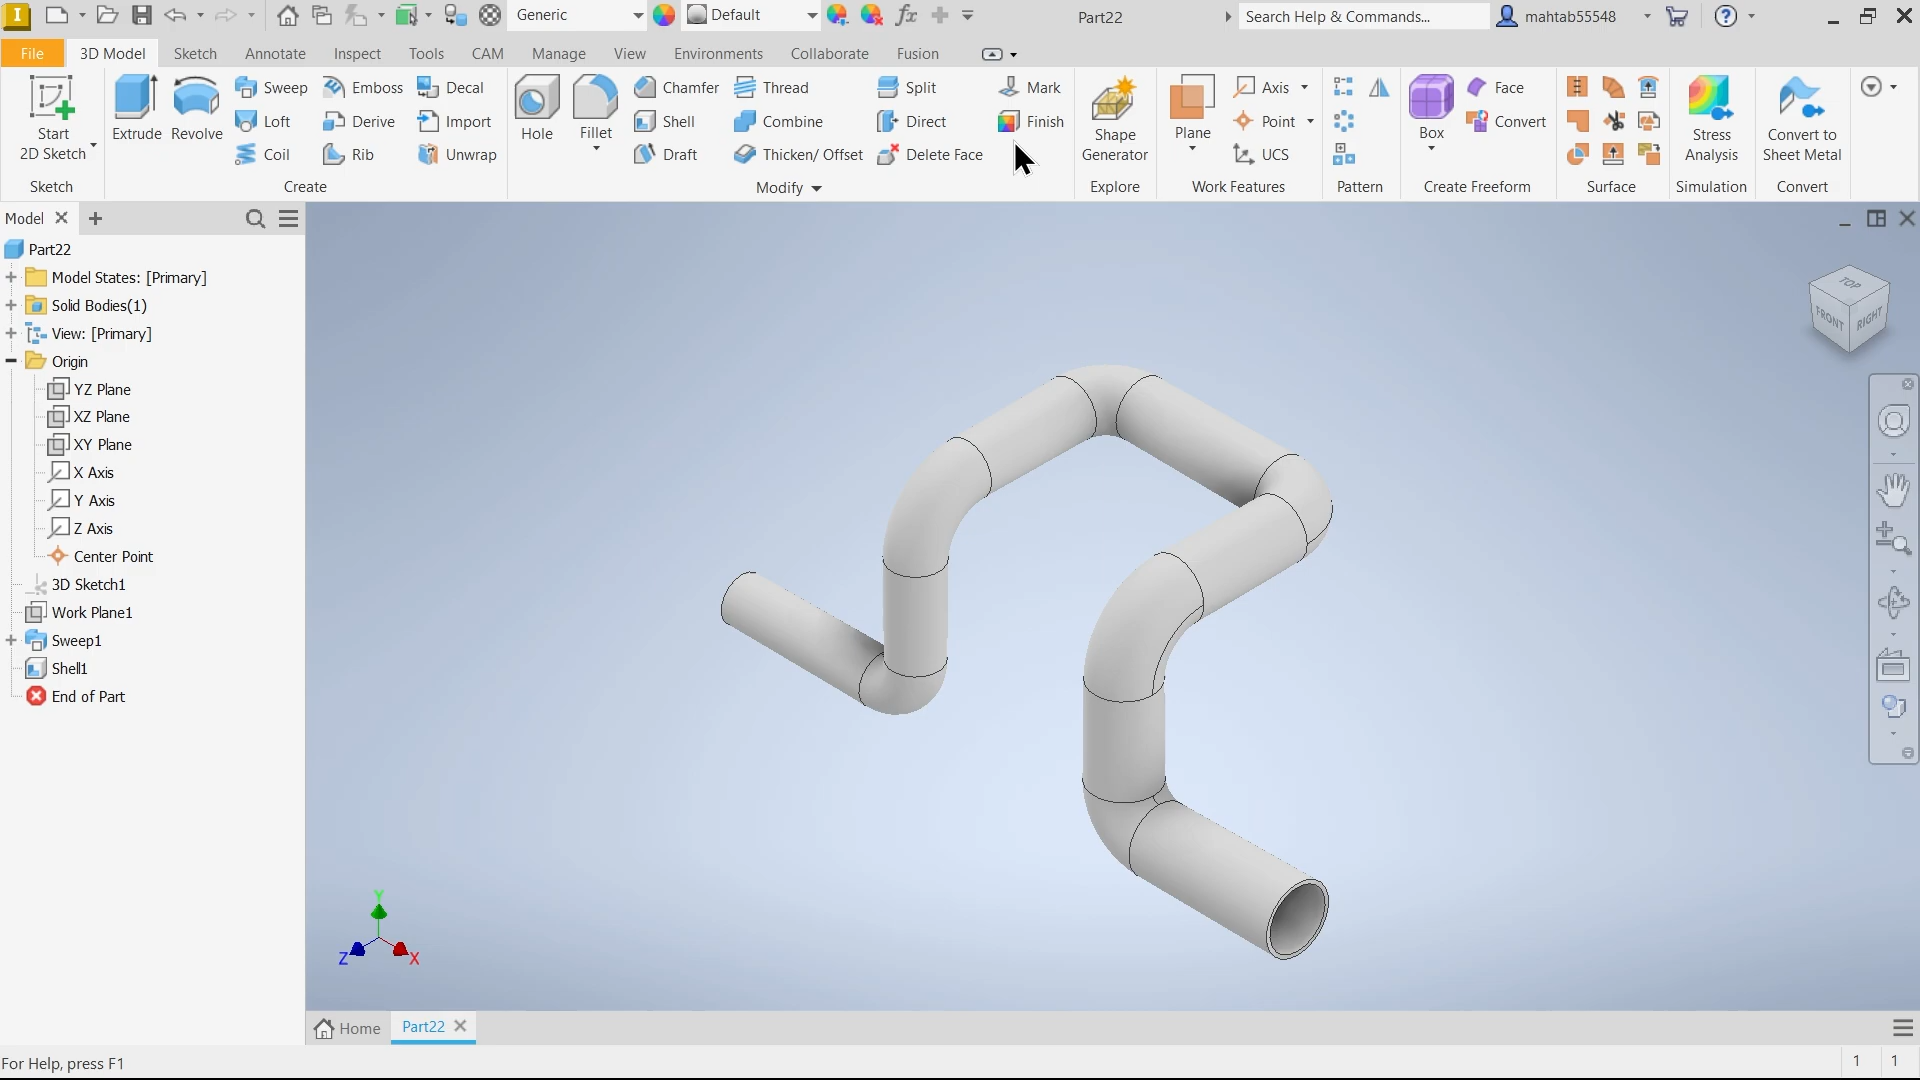 I Generic Default fx Part22 Search Help & Commands... mahtab55548 ?
File 3D Model Sketch Annotate Inspect Tools CAM Manage View Environments Collaborate Fusion
Start 2D Sketch
Extrude Revolve
Sweep Emboss Decal
Loft Derive Import
Coil Rib Unwrap
Hole Fillet
Chamfer Thread Split Mark
Shell Combine Direct Finish
Draft Thicken/ Offset Delete Face
Shape Generator
Plane
Axis
Point
UCS
Box
Face
Convert
Stress Analysis
Convert to Sheet Metal
Sketch Create Modify Explore Work Features Pattern Create Freeform Surface Simulation Convert
Model
Part22
Model States: [Primary]
Solid Bodies(1)
View: [Primary]
Origin
YZ Plane
XZ Plane
XY Plane
X Axis
Y Axis
Z Axis
Center Point
3D Sketch1
Work Plane1
Sweep1
Shell1
End of Part
TOP
FRONT RIGHT
Y
Z X
Home Part22
For Help, press F1 1 1